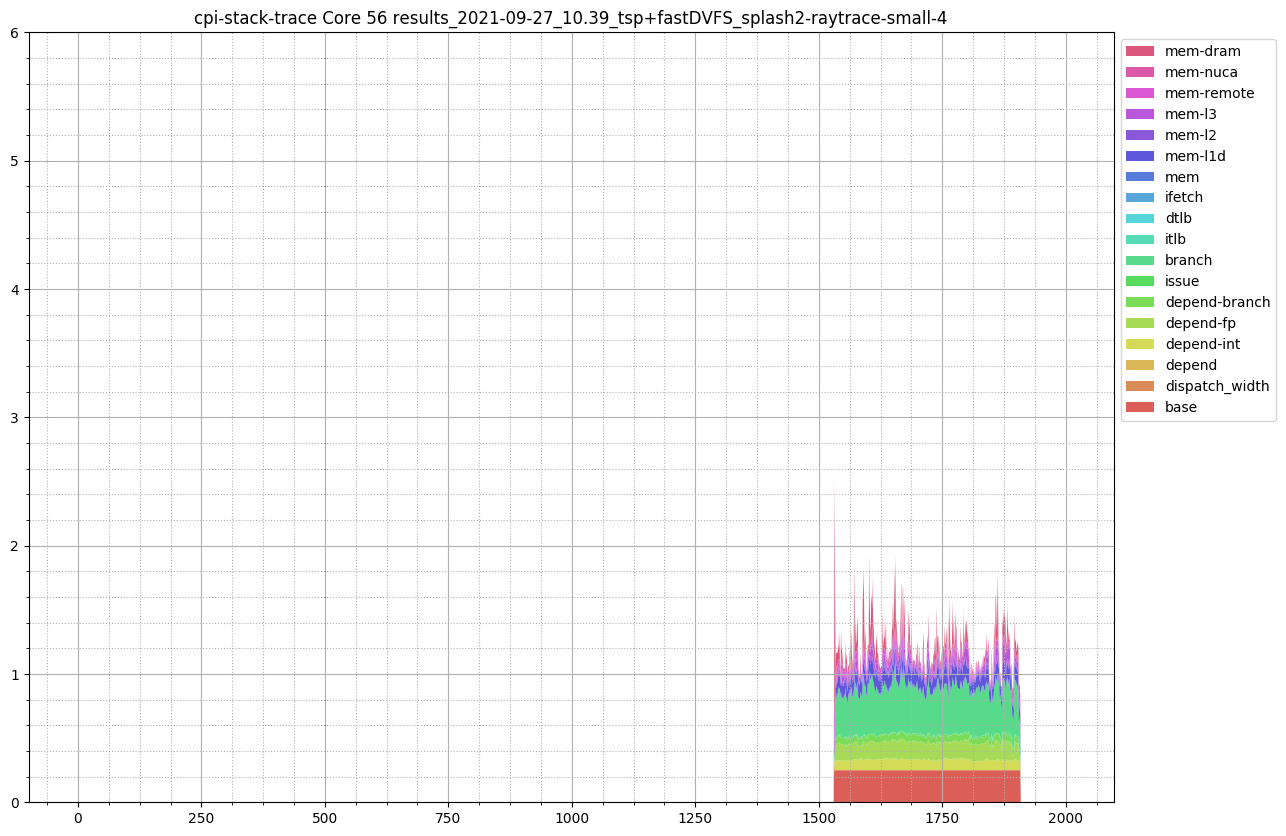 cpi-stack-trace Core 56 results_2021-09-27_10.39_tsp+fastDVFS_splash2-raytrace-small-4
6
5
4
3
2
1
0
0 250 500 750 1000 1250 1500 1750 2000
mem-dram
mem-nuca
mem-remote
mem-l3
mem-l2
mem-l1d
mem
ifetch
dtlb
itlb
branch
issue
depend-branch
depend-fp
depend-int
depend
dispatch_width
base